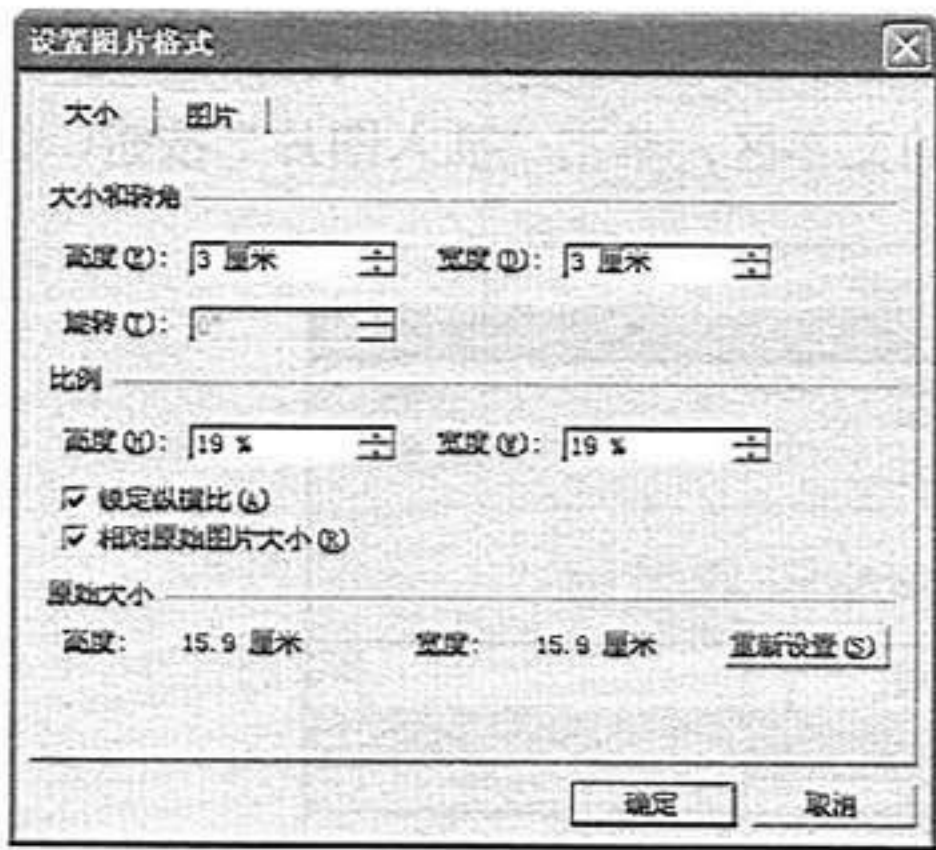 设置图片格式
大小 图片
大小和转角
高度(E): 3 厘米 宽度(D): 3 厘米
旋转(T): 0°
比例
高度(H): 19 % 宽度(W): 19 %
锁定纵横比(A)
相对原始图片大小(R)
原始大小
高度: 15.9 厘米 宽度: 15.9 厘米 重新设置(S)
确定 取消